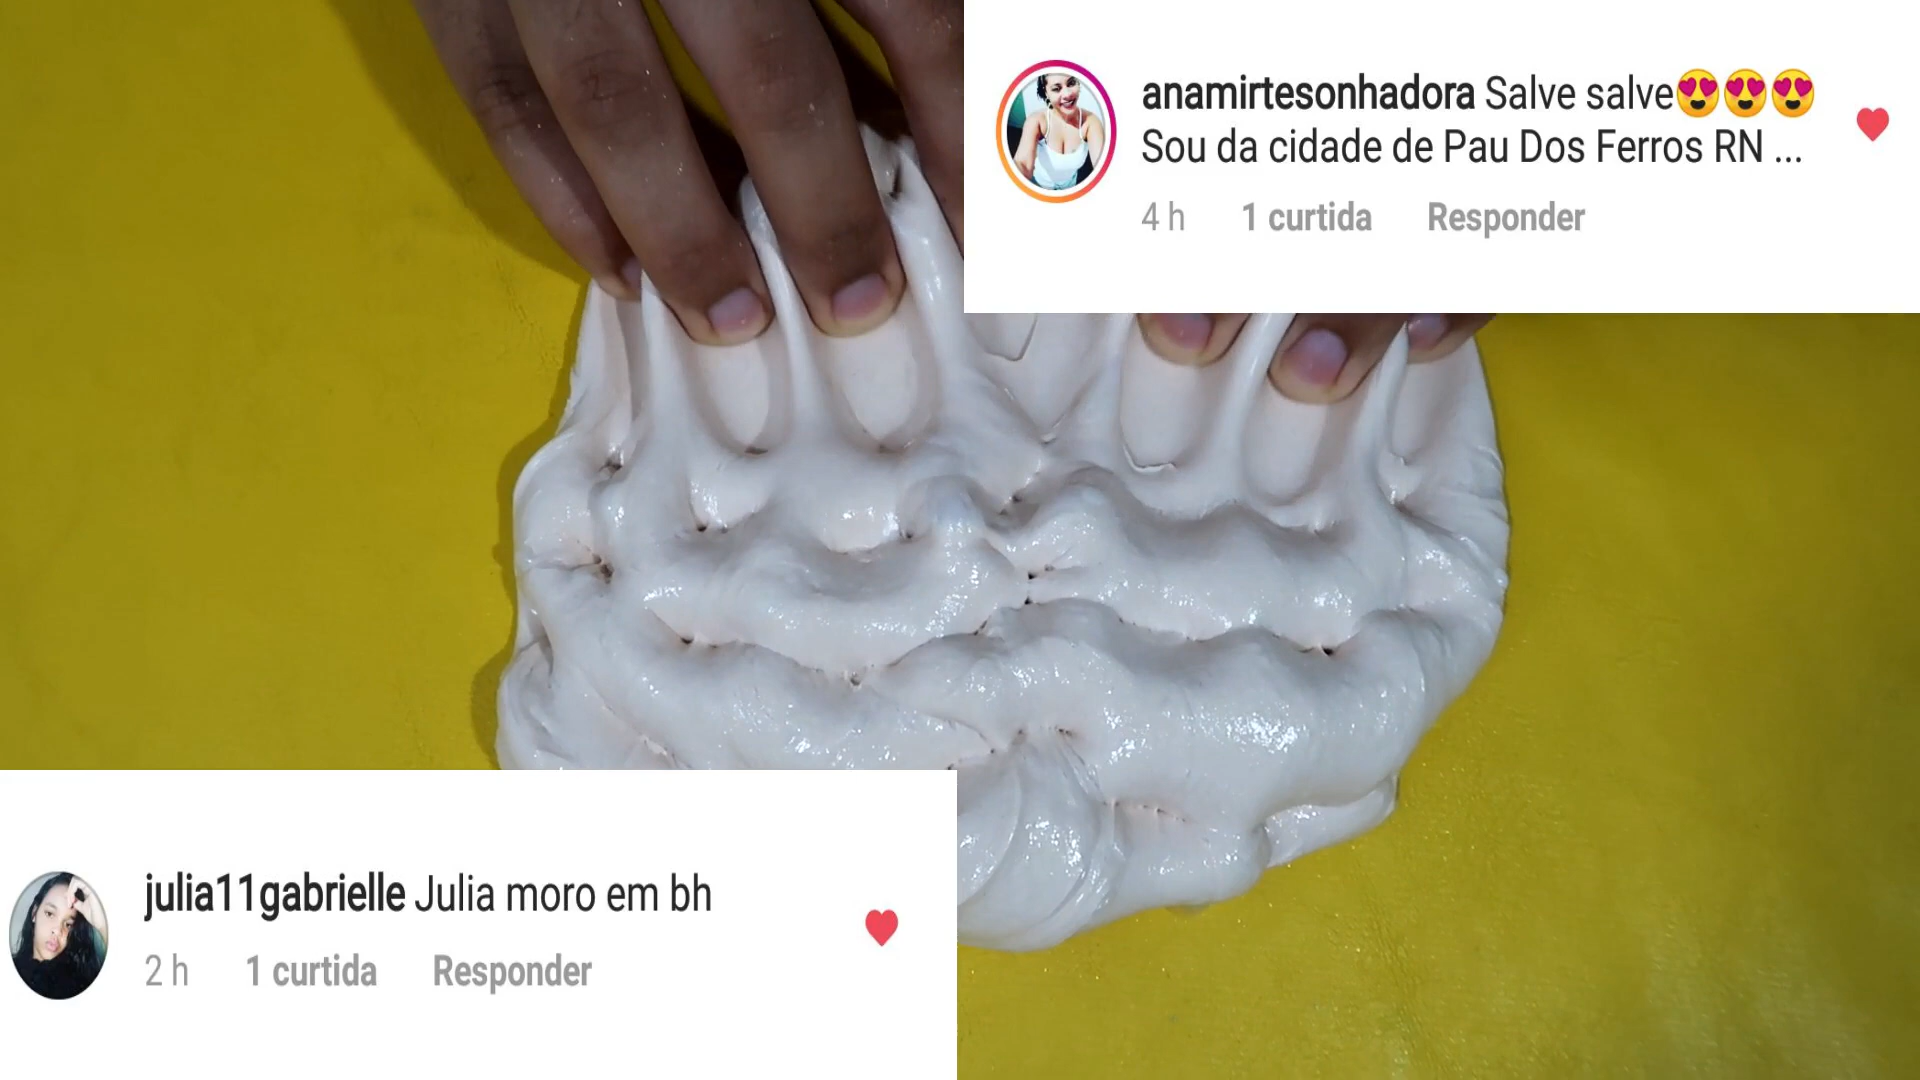 anamirtesonhadora Salve salve😍😍😍
Sou da cidade de Pau Dos Ferros RN ...
4 h 1 curtida Responder
julia11gabrielle Julia moro em bh
2 h 1 curtida Responder